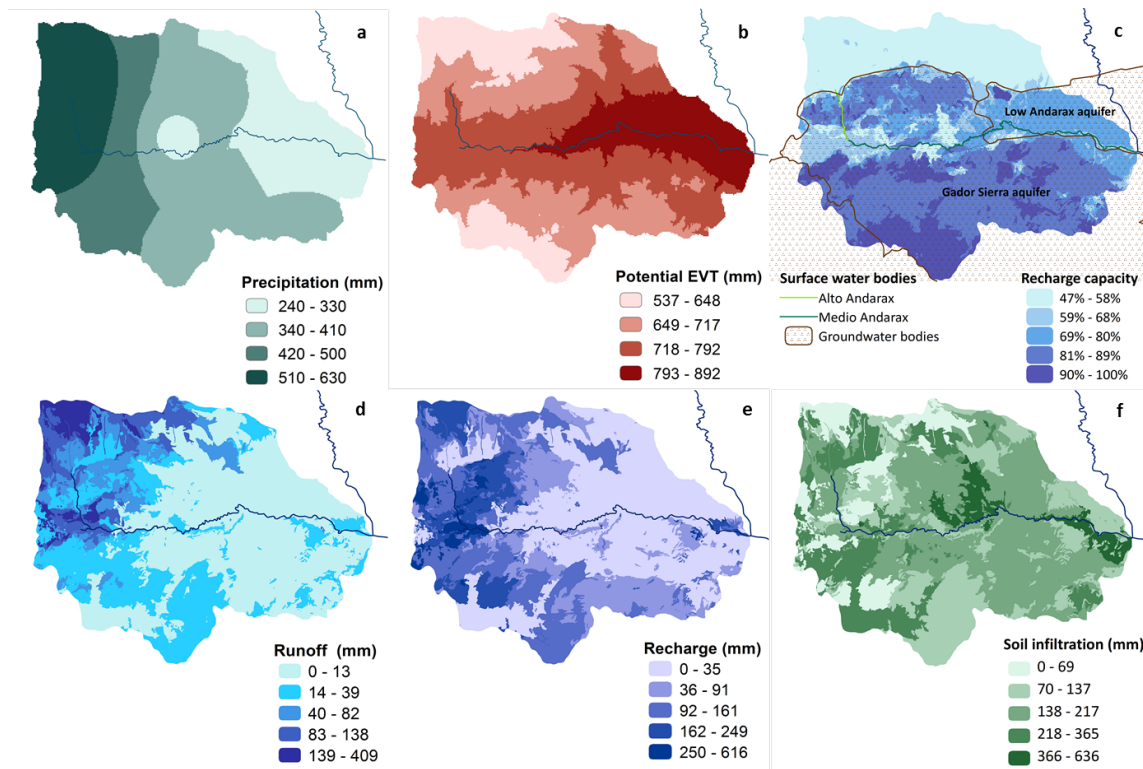 a
Precipitation (mm)
240 - 330
340 - 410
420 - 500
510 - 630
b
Potential EVT (mm)
537 - 648
649 - 717
718 - 792
793 - 892
c
Low Andarax aquifer
Gador Sierra aquifer
Surface water bodies
Alto Andarax
Medio Andarax
Groundwater bodies
Recharge capacity
47% - 58%
59% - 68%
69% - 80%
81% - 89%
90% - 100%
d
Runoff (mm)
0 - 13
14 - 39
40 - 82
83 - 138
139 - 409
e
Recharge (mm)
0 - 35
36 - 91
92 - 161
162 - 249
250 - 616
f
Soil infiltration (mm)
0 - 69
70 - 137
138 - 217
218 - 365
366 - 636